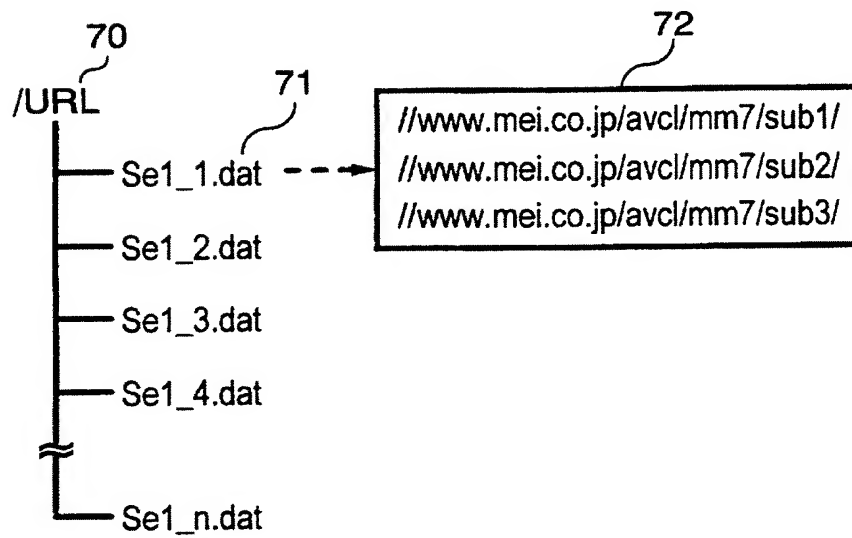 70
72
/URL
71
//www.mei.co.jp/avcl/mm7/sub1/
Se1_1.dat
//www.mei.co.jp/avcl/mm7/sub2/
//www.mei.co.jp/avcl/mm7/sub3/
Se1_2.dat
Se1_3.dat
Se1_4.dat
Se1_n.dat